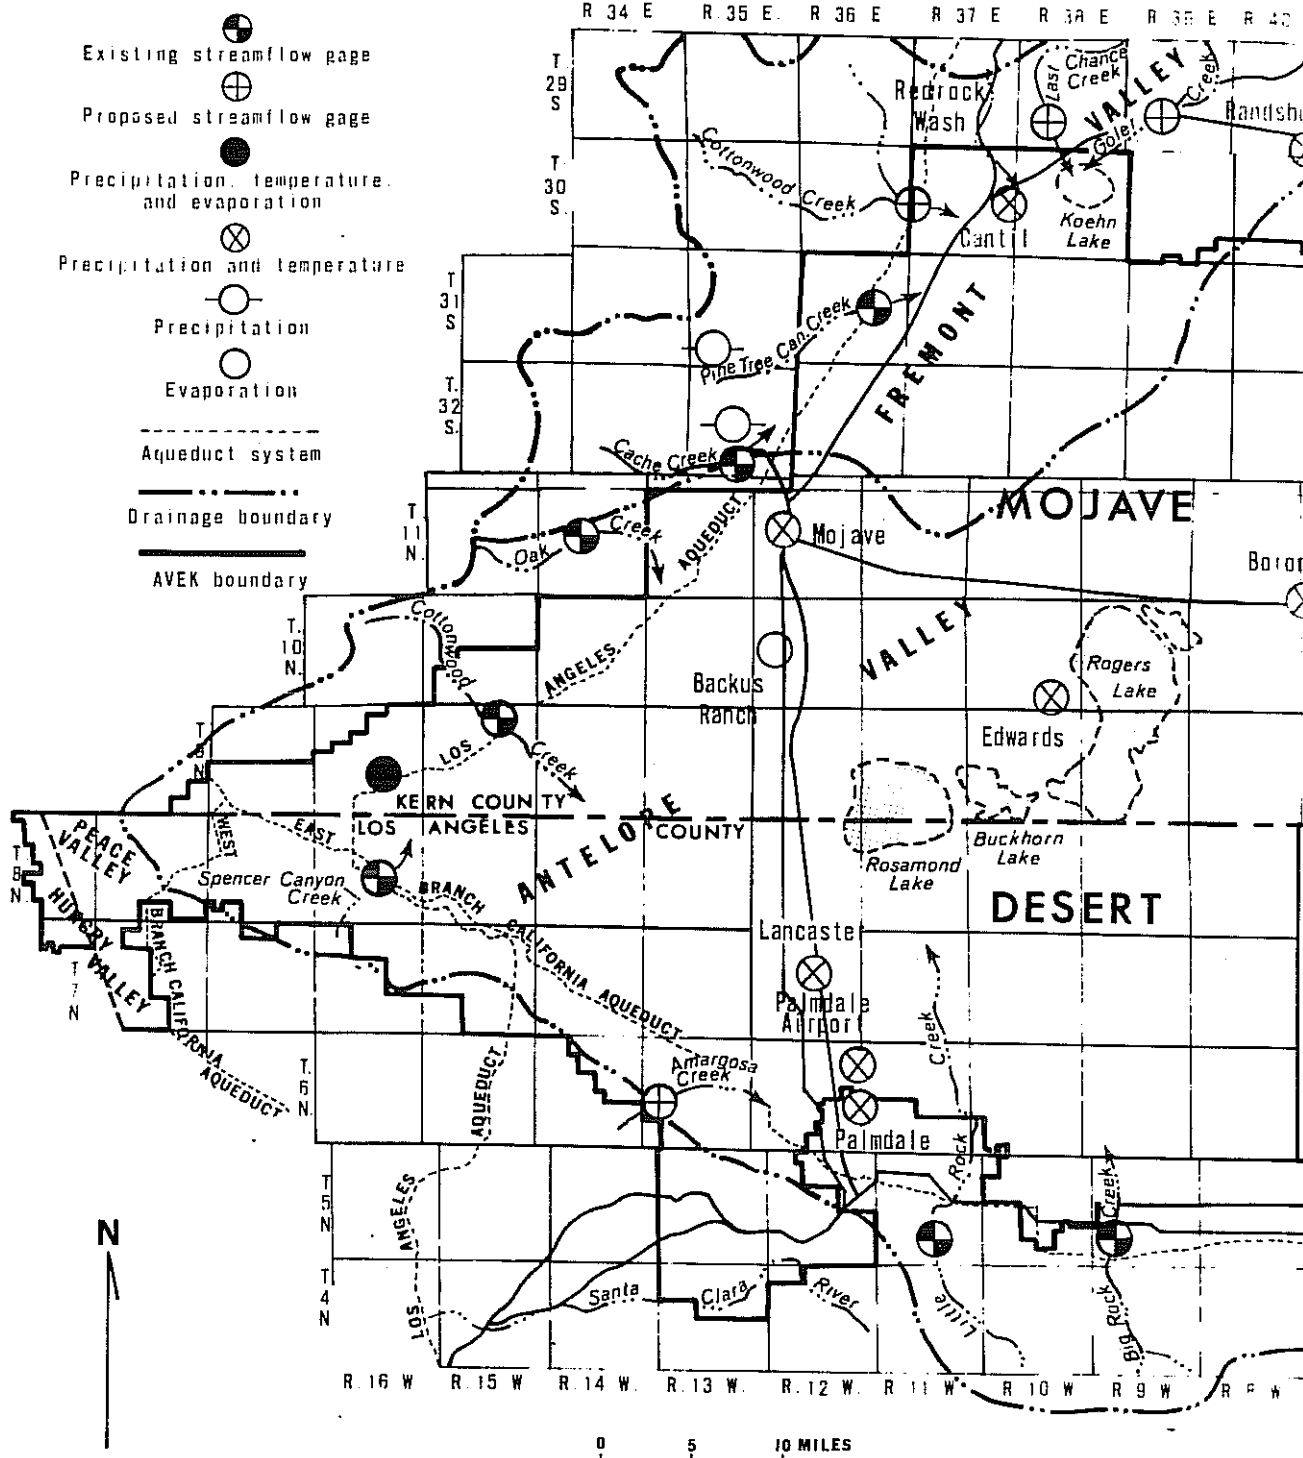 Existing streamflow gage
Proposed streamflow gage
Precipitation, temperature,
and evaporation
Precipitation and temperature
Precipitation
Evaporation
Aqueduct system
Drainage boundary
AVEK boundary
R 34 E
R. 35 E.
R 36 E
R 37 E
R 38 E
R 39 E
R 40
T
29
S
T.
30
S.
T
31
S
T.
32
S.
T
11
N.
T.
10
N.
T
9
N
T
8
N.
T
7
N
T.
6
N.
T
5
N
T
4
N
Redrock
Wash
Last
Chance
Creek
VALLEY
Creek
Goler
Cottonwood Creek
Cantil
Koehn
Lake
FREMONT
Pine Tree Can. Creek
Cache Creek
MOJAVE
Creek
Oak
AQUEDUCT
Mojave
Boron
Cottonwood
ANGELES
VALLEY
Backus
Ranch
Rogers
Lake
Edwards
LOS
Creek
KERN COUNTY
LOS ANGELES COUNTY
ANTELOPE
PEACE
VALLEY
WEST
EAST
Buckhorn
Lake
Rosamond
Lake
Spencer Canyon
Creek
BRANCH
CALIFORNIA AQUEDUCT
HUNGRY
VALLEY
BRANCH CALIFORNIA
AQUEDUCT
DESERT
Lancaster
Palmdale
Airport
Amargosa
Creek
Creek
AQUEDUCT
Palmdale
Rock
ANGELES
Creek
N
LOS
Santa Clara River
Little
Big Rock
R. 16 W
R. 15 W
R. 14 W.
R. 13 W.
R. 12 W.
R 11 W
R 10 W
R 9 W
R 8 W
0 5 10 MILES